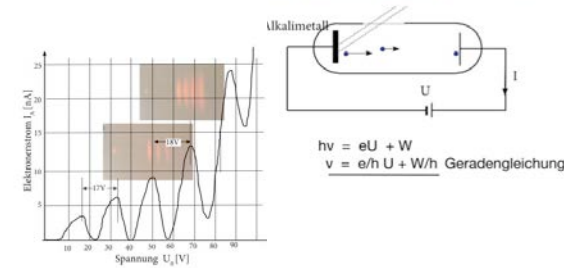 Alkalimetall
U
I
hν = eU + W
ν = e/h U + W/h Geradengleichung
Elektronenstrom I_A [nA]
25
20
15
10
5
17V
18V
10 20 30 40 50 60 70 80 90
Spannung U_B [V]